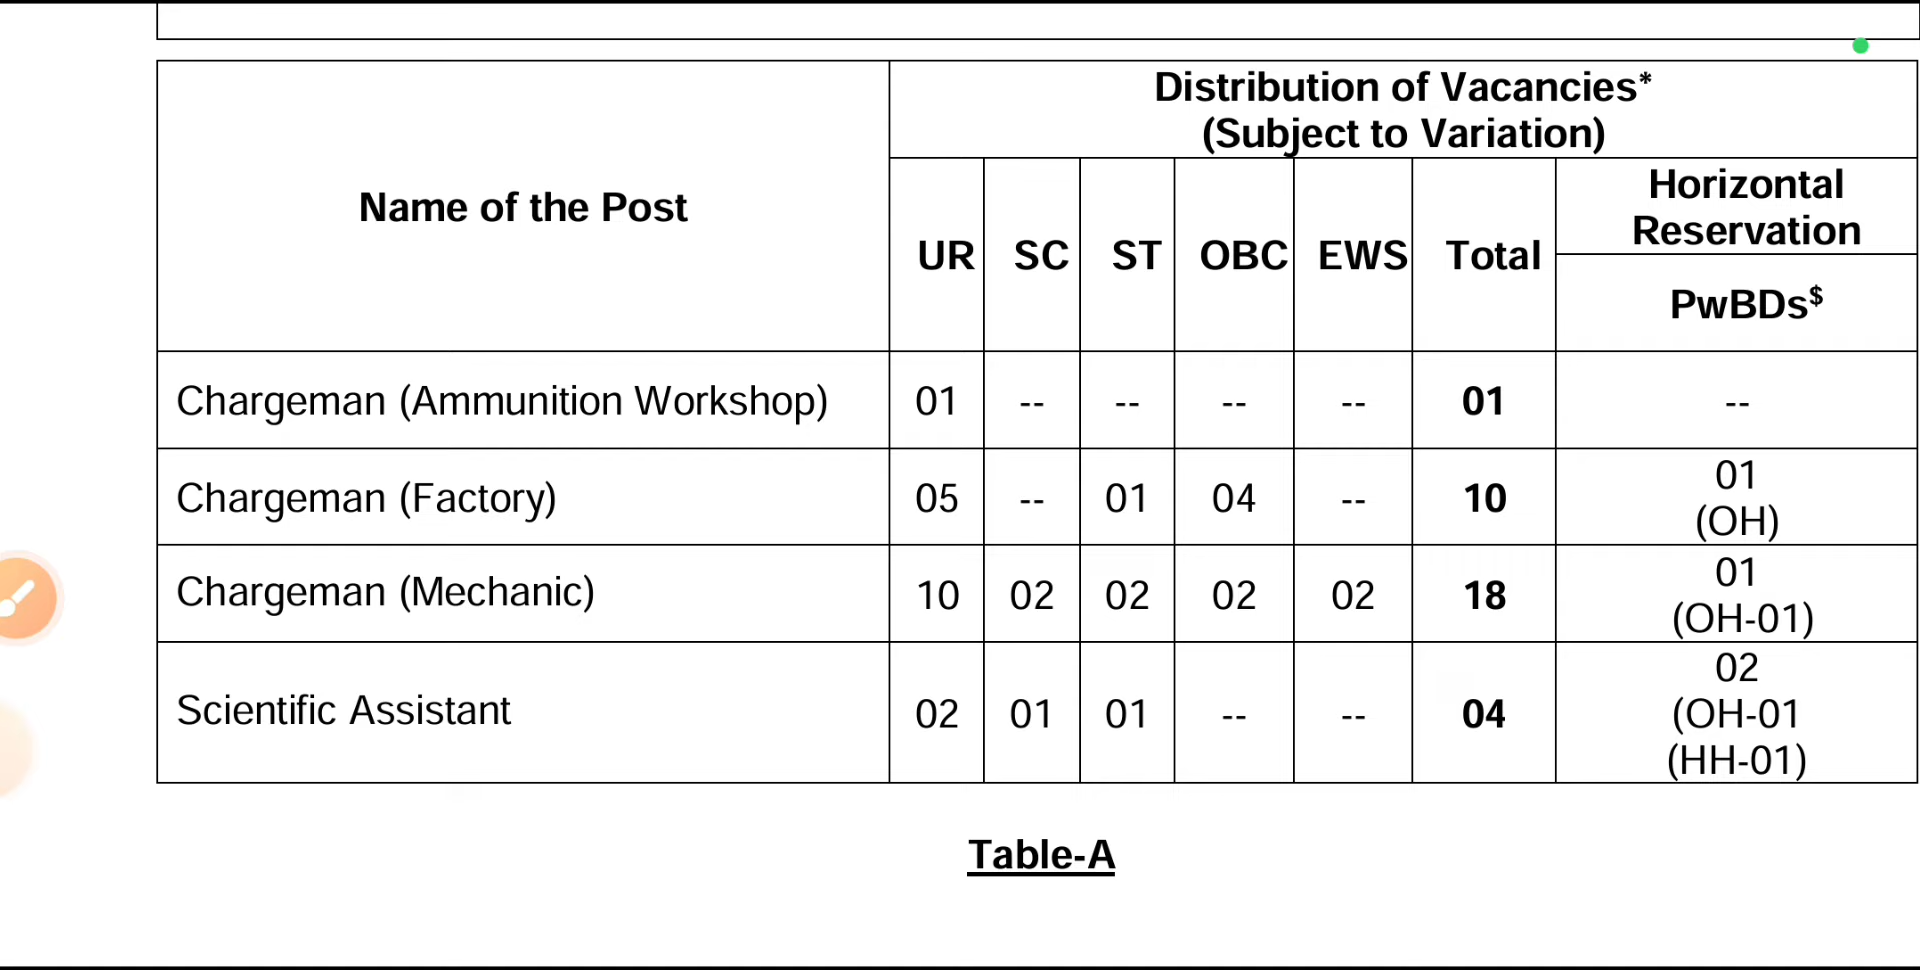 Distribution of Vacancies*
(Subject to Variation)
Name of the Post
UR SC ST OBC EWS Total
Horizontal
Reservation
PwBDs$
Chargeman (Ammunition Workshop) 01 -- -- -- -- 01 --
Chargeman (Factory) 05 -- 01 04 -- 10 01
(OH)
Chargeman (Mechanic) 10 02 02 02 02 18 01
(OH-01)
Scientific Assistant 02 01 01 -- -- 04 02
(OH-01
(HH-01)
Table-A